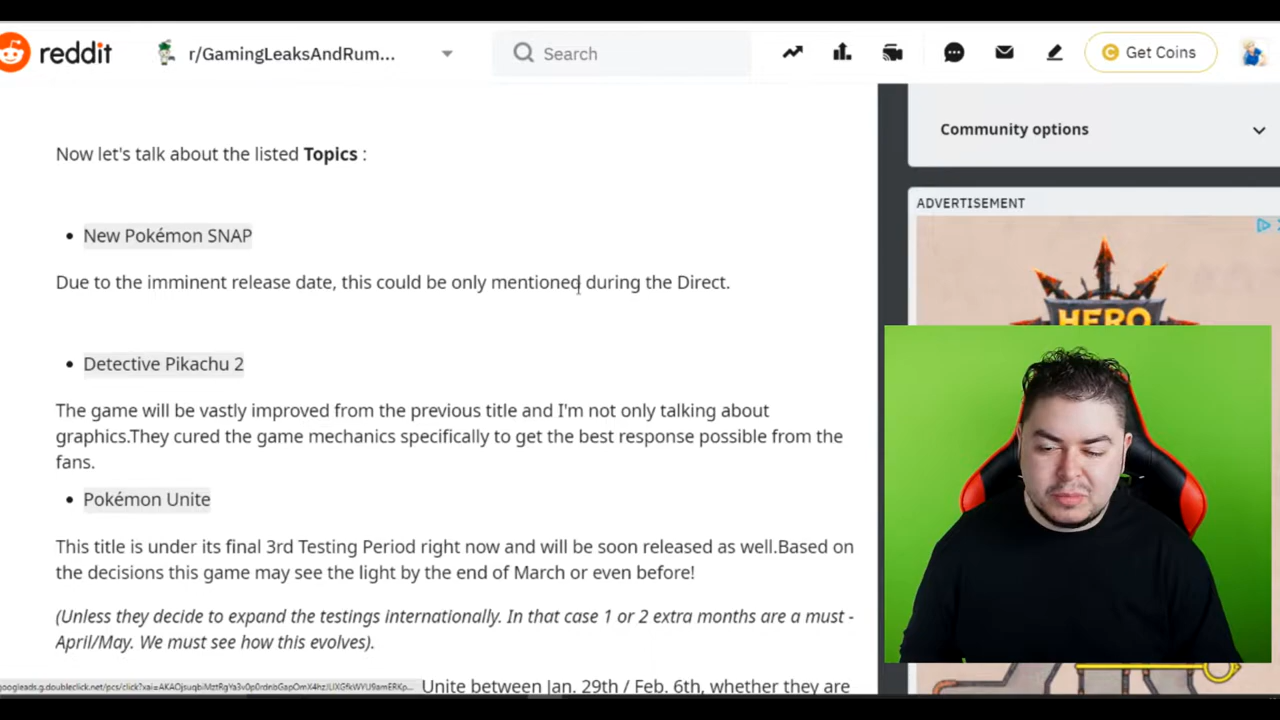 reddit r/GamingLeaksAndRum... Search Get Coins
Community options
Now let's talk about the listed Topics :
ADVERTISEMENT
New Pokémon SNAP
Due to the imminent release date, this could be only mentioned during the Direct.
HERO
Detective Pikachu 2
The game will be vastly improved from the previous title and I'm not only talking about
graphics.They cured the game mechanics specifically to get the best response possible from the
fans.
Pokémon Unite
This title is under its final 3rd Testing Period right now and will be soon released as well.Based on
the decisions this game may see the light by the end of March or even before!
(Unless they decide to expand the testings internationally. In that case 1 or 2 extra months are a must -
April/May. We must see how this evolves).
Unite between Jan. 29th / Feb. 6th, whether they are